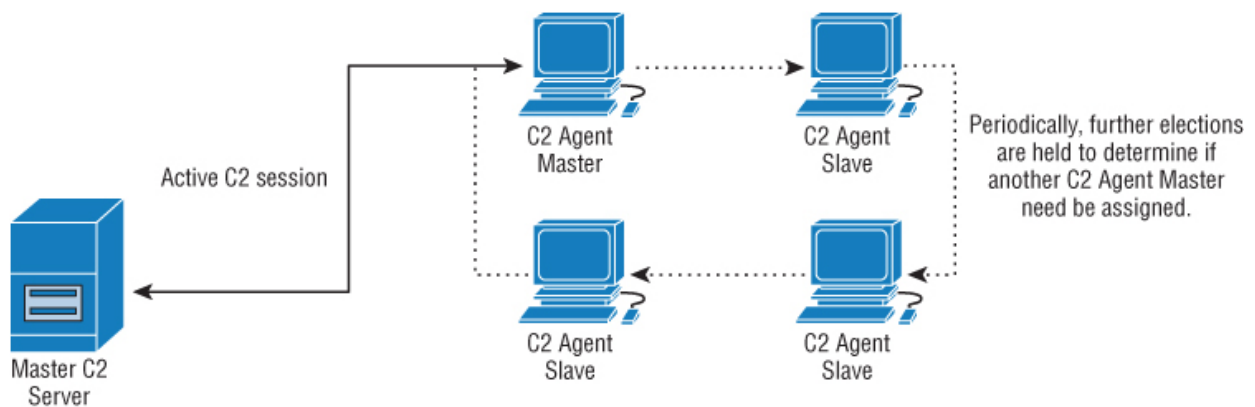 C2 Agent
Master
C2 Agent
Slave
Periodically, further elections
are held to determine if
another C2 Agent Master
need be assigned.
Active C2 session
Master C2
Server
C2 Agent
Slave
C2 Agent
Slave